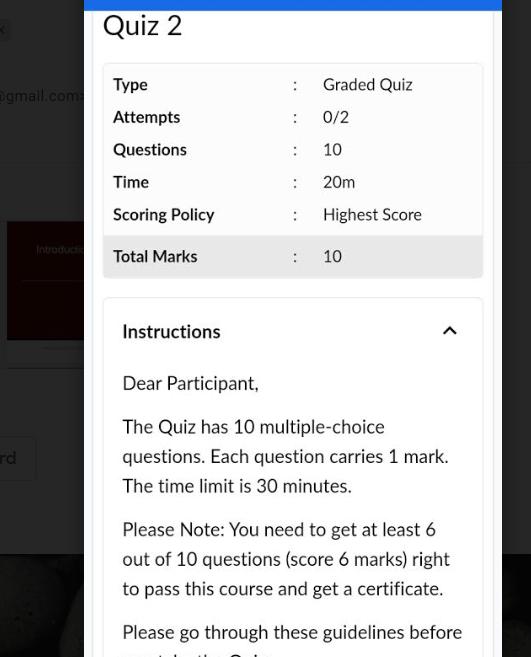 Quiz 2
@gmail.com>
Type : Graded Quiz
Attempts : 0/2
Questions : 10
Time : 20m
Scoring Policy : Highest Score
Total Marks : 10
Instructions
Dear Participant,
The Quiz has 10 multiple-choice
questions. Each question carries 1 mark.
The time limit is 30 minutes.
rd
Please Note: You need to get at least 6
out of 10 questions (score 6 marks) right
to pass this course and get a certificate.
Please go through these guidelines before